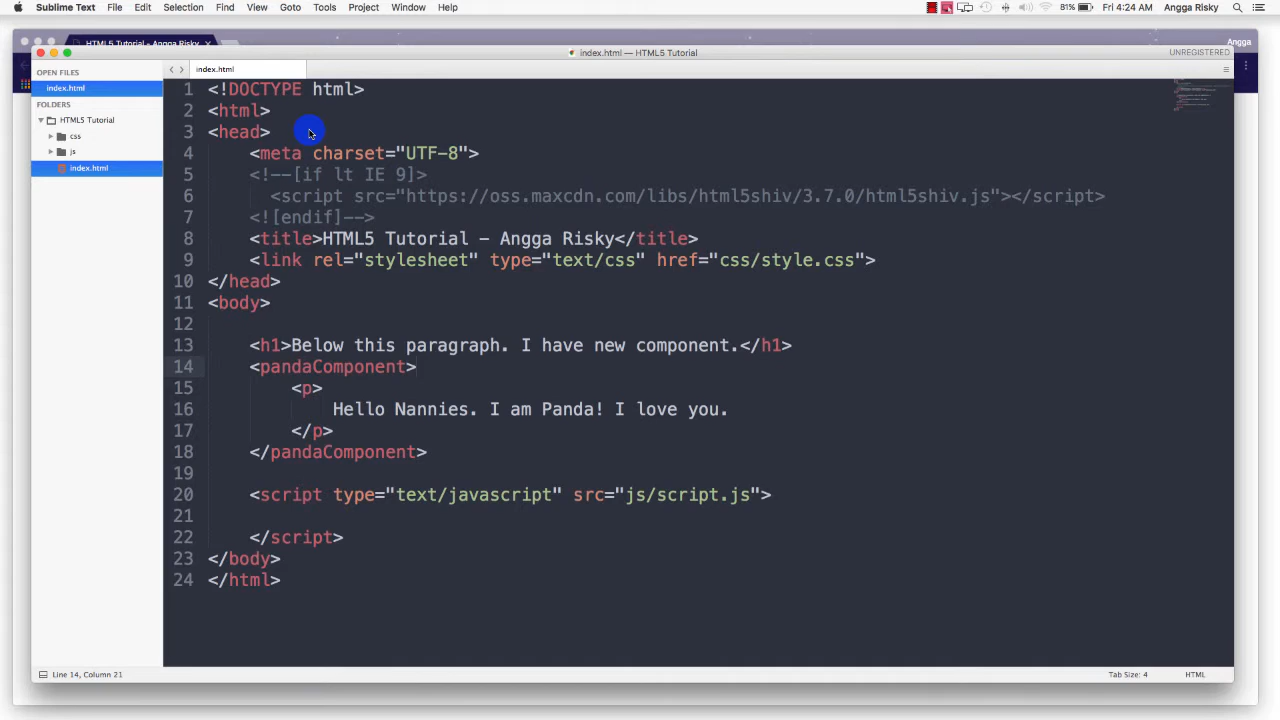 Sublime Text File Edit Selection Find View Goto Tools Project Window Help 81% Fri 4:24 AM Angga Risky
HTML5 Tutorial - Angga Risky Angga
index.html — HTML5 Tutorial UNREGISTERED
OPEN FILES
index.html
FOLDERS
HTML5 Tutorial
css
js
index.html
index.html
1 <!DOCTYPE html>
2 <html>
3 <head>
4 <meta charset="UTF-8">
5 <!--[if lt IE 9]>
6 <script src="https://oss.maxcdn.com/libs/html5shiv/3.7.0/html5shiv.js"></script>
7 <![endif]-->
8 <title>HTML5 Tutorial - Angga Risky</title>
9 <link rel="stylesheet" type="text/css" href="css/style.css">
10 </head>
11 <body>
12
13 <h1>Below this paragraph. I have new component.</h1>
14 <pandaComponent>
15 <p>
16 Hello Nannies. I am Panda! I love you.
17 </p>
18 </pandaComponent>
19
20 <script type="text/javascript" src="js/script.js">
21
22 </script>
23 </body>
24 </html>
Line 14, Column 21 Tab Size: 4 HTML